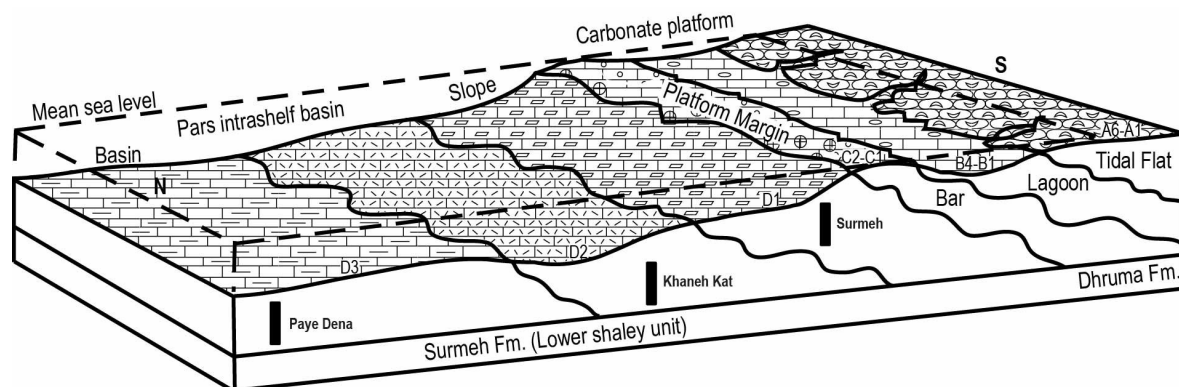 Carbonate platform
S
Mean sea level
Pars intrashelf basin
Slope
Platform Margin
Basin
N
A6-A1
C2-C1
B4-B1
Tidal Flat
Lagoon
Bar
D1
D2
D3
Surmeh
Khaneh Kat
Paye Dena
Dhruma Fm.
Surmeh Fm. (Lower shaley unit)